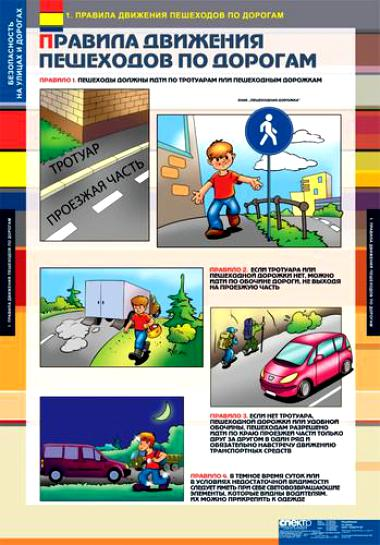 1. ПРАВИЛА ДВИЖЕНИЯ ПЕШЕХОДОВ ПО ДОРОГАМ
БЕЗОПАСНОСТЬ
НА УЛИЦАХ И ДОРОГАХ
ПРАВИЛА ДВИЖЕНИЯ
ПЕШЕХОДОВ ПО ДОРОГАМ
ПРАВИЛО 1. ПЕШЕХОДЫ ДОЛЖНЫ ИДТИ ПО ТРОТУАРАМ ИЛИ ПЕШЕХОДНЫМ ДОРОЖКАМ
ЗНАК „ПЕШЕХОДНАЯ ДОРОЖКА“
ТРОТУАР
ПРОЕЗЖАЯ ЧАСТЬ
ПРАВИЛО 2. ЕСЛИ ТРОТУАРА ИЛИ
ПЕШЕХОДНОЙ ДОРОЖКИ НЕТ, МОЖНО
ИДТИ ПО ОБОЧИНЕ ДОРОГИ, НЕ ВЫХОДЯ
НА ПРОЕЗЖУЮ ЧАСТЬ
ПРАВИЛО 3. ЕСЛИ НЕТ ТРОТУАРА,
ПЕШЕХОДНОЙ ДОРОЖКИ ИЛИ УДОБНОЙ
ОБОЧИНЫ, ПЕШЕХОДАМ РАЗРЕШЕНО
ИДТИ ПО КРАЮ ПРОЕЗЖЕЙ ЧАСТИ ТОЛЬКО
ДРУГ ЗА ДРУГОМ В ОДИН РЯД И
ОБЯЗАТЕЛЬНО НАВСТРЕЧУ ДВИЖЕНИЮ
ТРАНСПОРТНЫХ СРЕДСТВ
ПРАВИЛО 4. В ТЕМНОЕ ВРЕМЯ СУТОК ИЛИ
В УСЛОВИЯХ НЕДОСТАТОЧНОЙ ВИДИМОСТИ
СЛЕДУЕТ ИМЕТЬ ПРИ СЕБЕ СВЕТОВОЗВРАЩАЮЩИЕ
ЭЛЕМЕНТЫ, КОТОРЫЕ ВИДНЫ ВОДИТЕЛЯМ.
ИХ МОЖНО ПРИКРЕПИТЬ К ОДЕЖДЕ
1. ПРАВИЛА ДВИЖЕНИЯ ПЕШЕХОДОВ ПО ДОРОГАМ
1. ПРАВИЛА ДВИЖЕНИЯ ПЕШЕХОДОВ ПО ДОРОГАМ
спектр